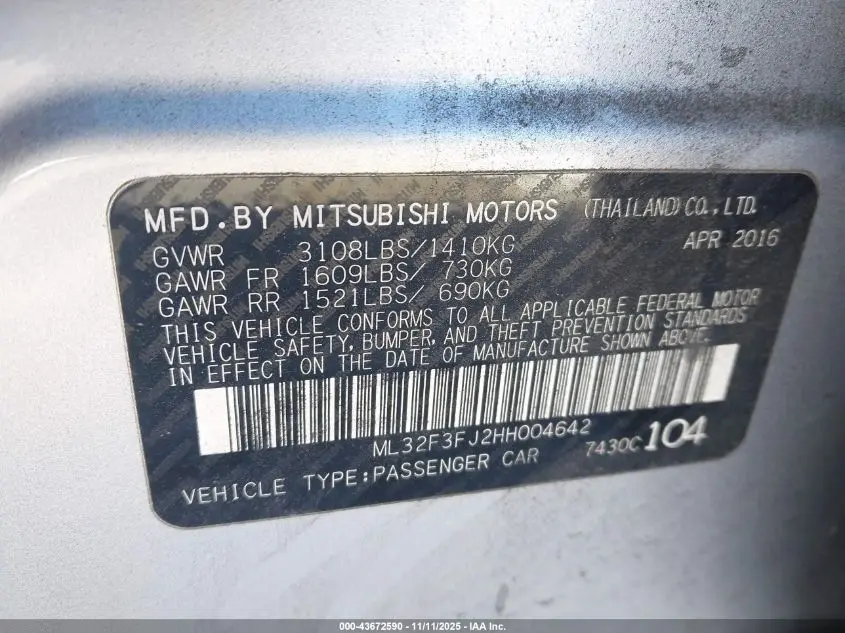 MFD.BY MITSUBISHI MOTORS (THAILAND) CO.,LTD.
APR 2016
GVWR 3108LBS/1410KG
GAWR FR 1609LBS/ 730KG
GAWR RR 1521LBS/ 690KG
THIS VEHICLE CONFORMS TO ALL APPLICABLE FEDERAL MOTOR
VEHICLE SAFETY, BUMPER, AND THEFT PREVENTION STANDARDS
IN EFFECT ON THE DATE OF MANUFACTURE SHOWN ABOVE.
ML32F3FJ2HH004642
7430C 104
VEHICLE TYPE:PASSENGER CAR
000-43672590 - 11/11/2025 - IAA Inc.